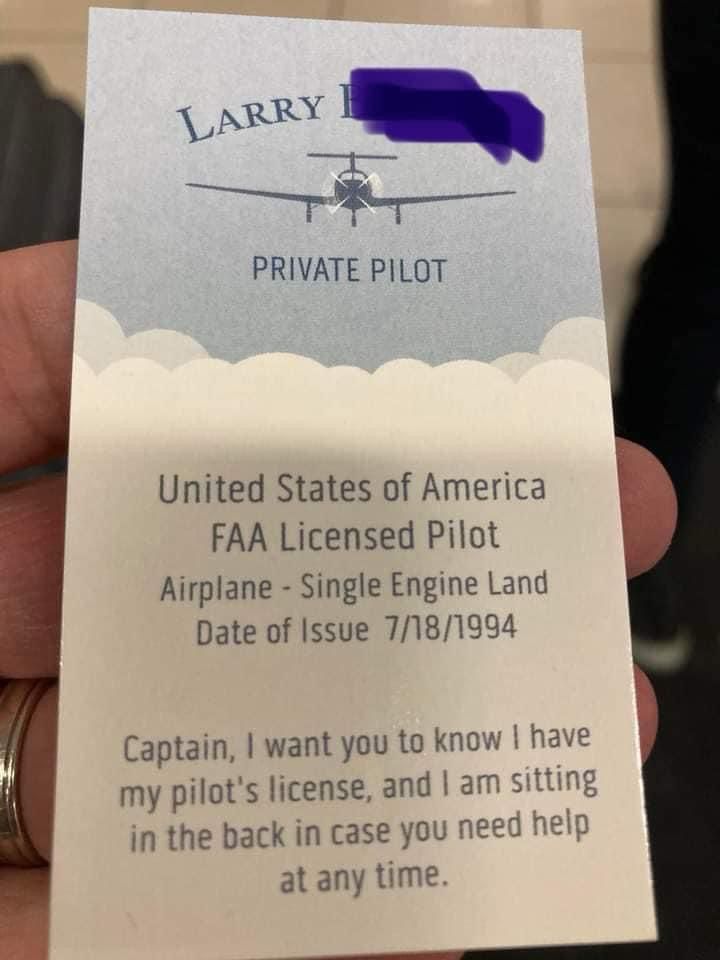 LARRY
PRIVATE PILOT
United States of America
FAA Licensed Pilot
Airplane - Single Engine Land
Date of Issue 7/18/1994
Captain, I want you to know I have
my pilot's license, and I am sitting
in the back in case you need help
at any time.